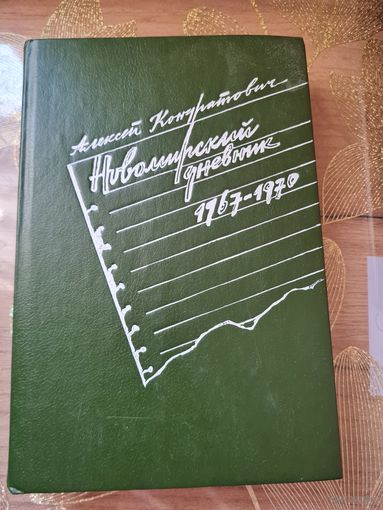 Алексей Кондратович
Новомирский
дневник
1967-1970